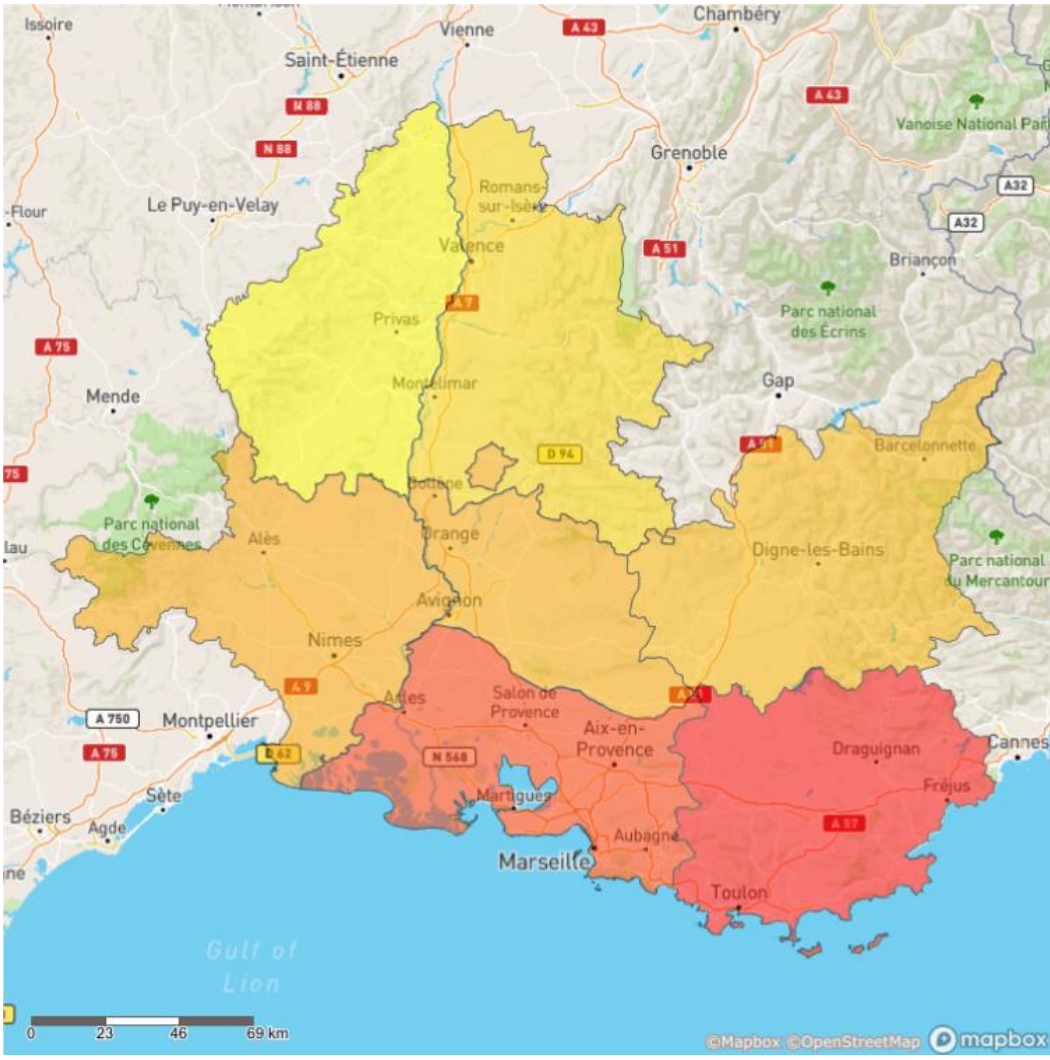 Issoire
Vienne
A 43
Chambéry
Saint-Étienne
N 88
A 43
Vanoise National Park
N 88
Grenoble
Romans-
sur-Isère
A32
Le Puy-en-Velay
-Flour
A32
Valence
A 51
Briançon
A 7
Parc national
des Écrins
Privas
A 75
Montélimar
Gap
Mende
A 51
Barcelonnette
D 94
75
Bollène
Parc national
des Cévennes
Orange
Alès
lau
Digne-les-Bains
Parc national
du Mercantour
Avignon
Nîmes
A 9
Arles
Salon de
Provence
A 750
Montpellier
Aix-en-
Provence
Draguignan
Cannes
A 75
D 62
N 568
Fréjus
Sète
Martigues
Béziers
Agde
Aubagne
A 57
Marseille
ne
Toulon
Gulf of
Lion
0 23 46 69 km
©Mapbox ©OpenStreetMap mapbox